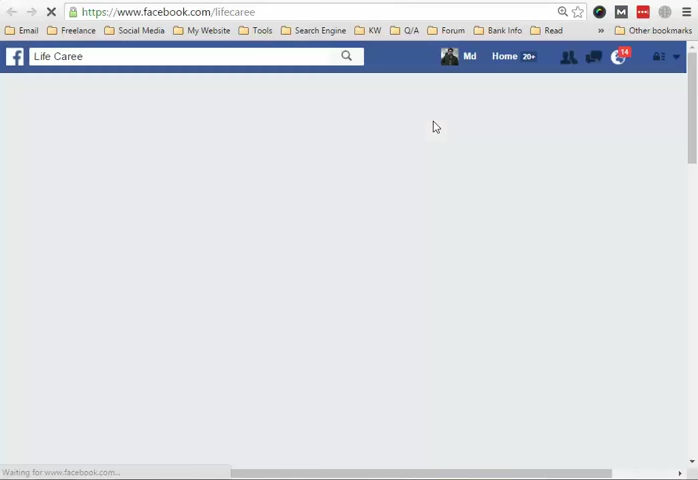 https://www.facebook.com/lifecaree
Email Freelance Social Media My Website Tools Search Engine KW Q/A Forum Bank Info Read » Other bookmarks
f Life Caree Md Home 20+ 14
Waiting for www.facebook.com...